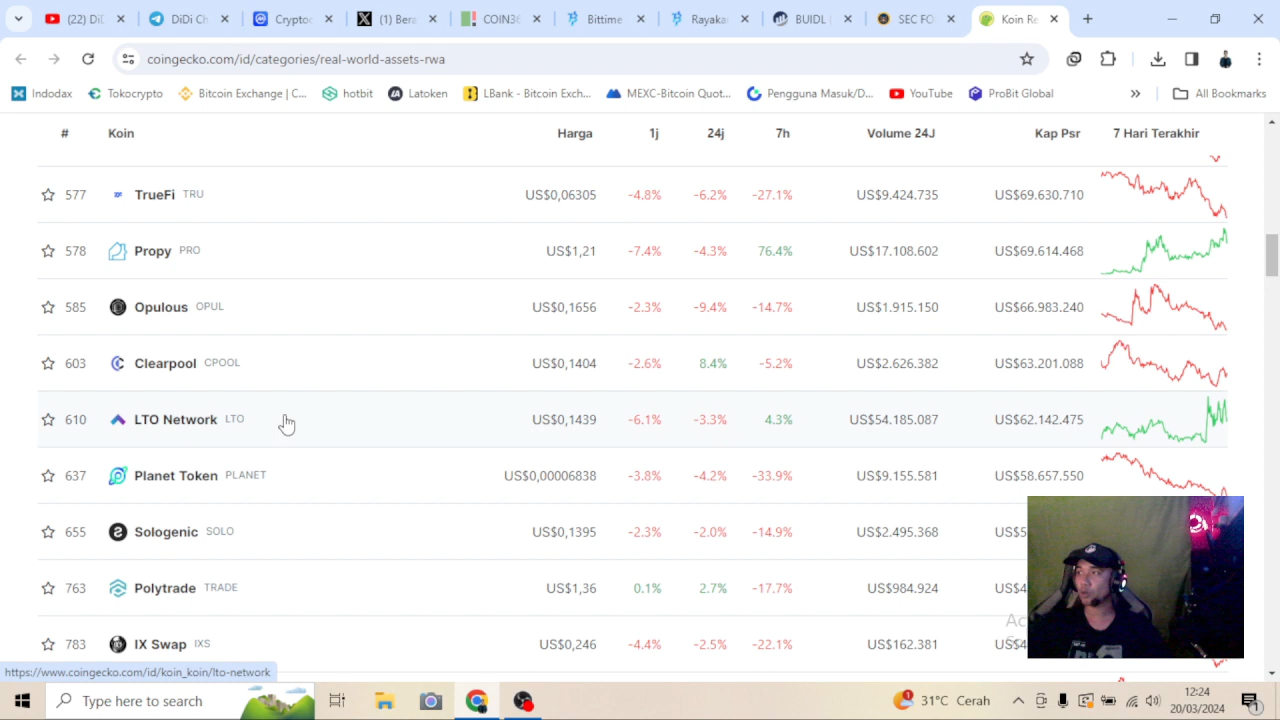 (22) DiDi
DiDi Ch
Crypto
(1) Bera
COIN36
Bittime
Rayaka
BUIDL
SEC FO
Koin Re
coingecko.com/id/categories/real-world-assets-rwa
Indodax
Tokocrypto
Bitcoin Exchange | C...
hotbit
Latoken
LBank - Bitcoin Exch...
MEXC-Bitcoin Quot...
Pengguna Masuk/D...
YouTube
ProBit Global
»
All Bookmarks
# Koin Harga 1j 24j 7h Volume 24J Kap Psr 7 Hari Terakhir
577 TrueFi TRU US$0,06305 -4.8% -6.2% -27.1% US$9.424.735 US$69.630.710
578 Propy PRO US$1,21 -7.4% -4.3% 76.4% US$17.108.602 US$69.614.468
585 Opulous OPUL US$0,1656 -2.3% -9.4% -14.7% US$1.915.150 US$66.983.240
603 Clearpool CPOOL US$0,1404 -2.6% 8.4% -5.2% US$2.626.382 US$63.201.088
610 LTO Network LTO US$0,1439 -6.1% -3.3% 4.3% US$54.185.087 US$62.142.475
637 Planet Token PLANET US$0,00006838 -3.8% -4.2% -33.9% US$9.155.581 US$58.657.550
655 Sologenic SOLO US$0,1395 -2.3% -2.0% -14.9% US$2.495.368 US$5
763 Polytrade TRADE US$1,36 0.1% 2.7% -17.7% US$984.924 US$4
783 IX Swap IXS US$0,246 -4.4% -2.5% -22.1% US$162.381 US$4
https://www.coingecko.com/id/koin_koin/lto-network
Type here to search
31°C Cerah
12:24
20/03/2024